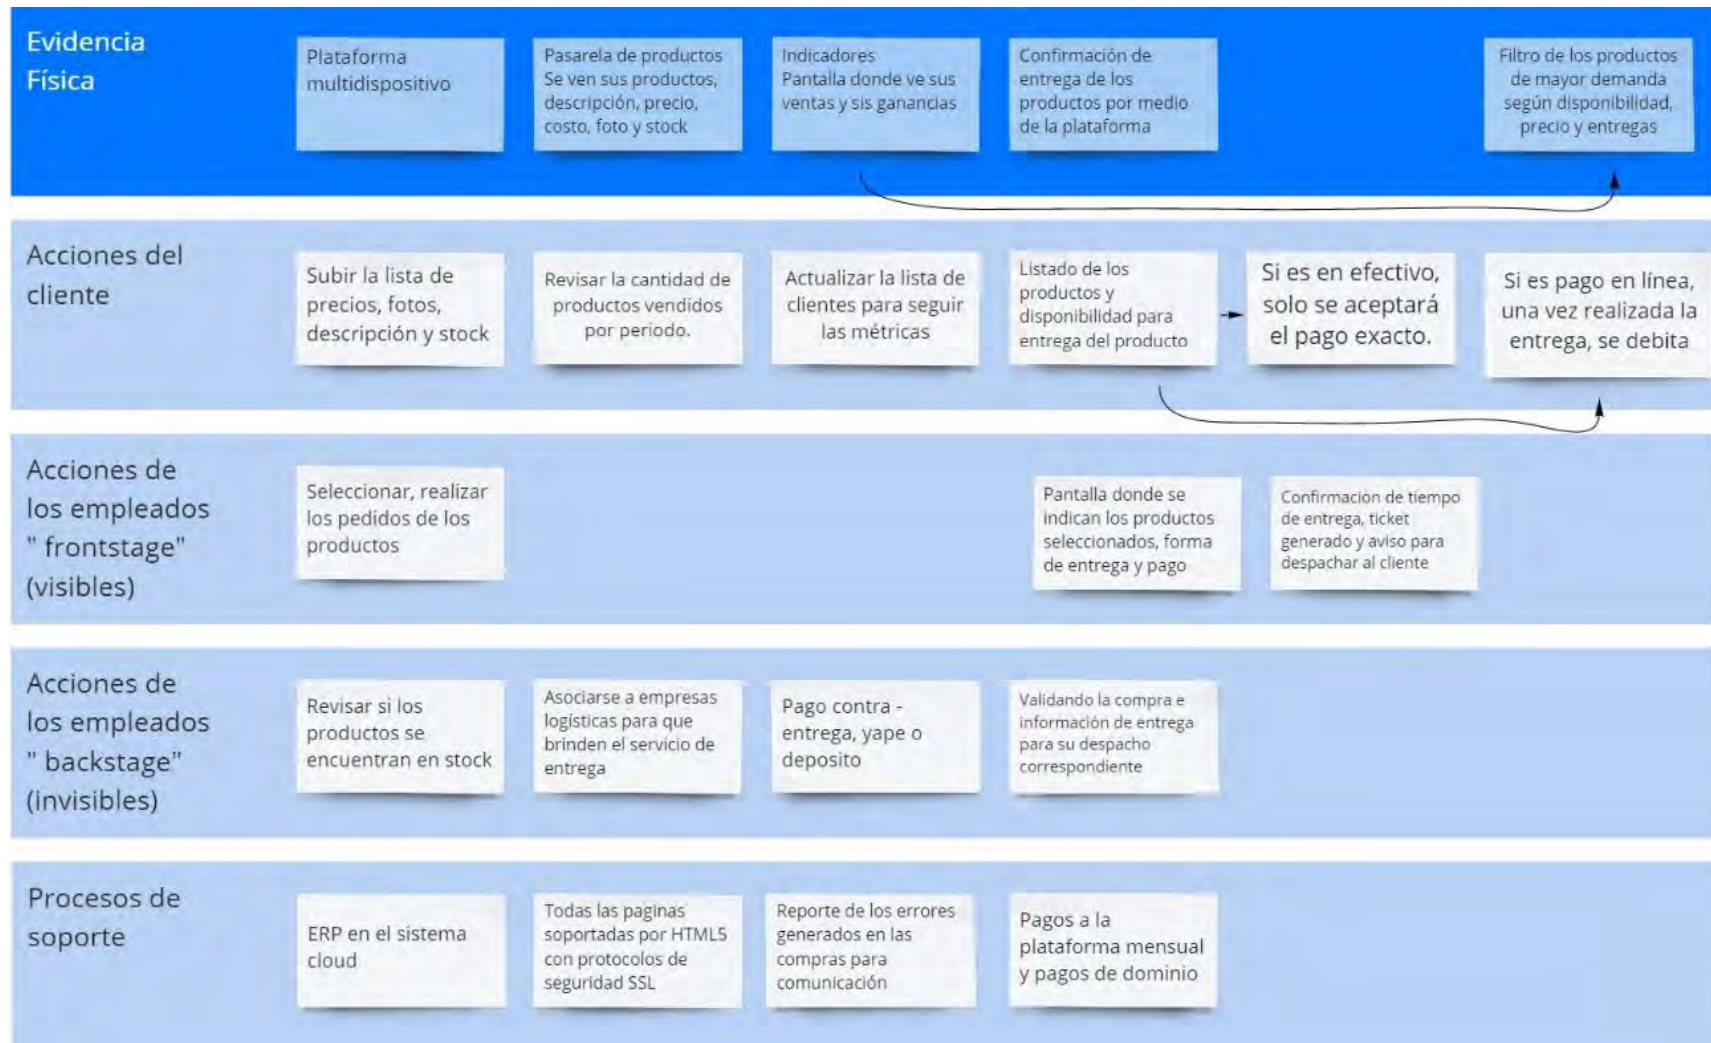 Evidencia
Física
Plataforma
multidispositivo
Pasarela de productos
Se ven sus productos,
descripción, precio,
costo, foto y stock
Indicadores
Pantalla donde ve sus
ventas y sis ganancias
Confirmación de
entrega de los
productos por medio
de la plataforma
Filtro de los productos
de mayor demanda
según disponibilidad,
precio y entregas
Acciones del
cliente
Subir la lista de
precios, fotos,
descripción y stock
Revisar la cantidad de
productos vendidos
por periodo.
Actualizar la lista de
clientes para seguir
las métricas
Listado de los
productos y
disponibilidad para
entrega del producto
Si es en efectivo,
solo se aceptará
el pago exacto.
Si es pago en línea,
una vez realizada la
entrega, se debita
Acciones de
los empleados
" frontstage"
(visibles)
Seleccionar, realizar
los pedidos de los
productos
Pantalla donde se
indican los productos
seleccionados, forma
de entrega y pago
Confirmación de tiempo
de entrega, ticket
generado y aviso para
despachar al cliente
Acciones de
los empleados
" backstage"
(invisibles)
Revisar si los
productos se
encuentran en stock
Asociarse a empresas
logísticas para que
brinden el servicio de
entrega
Pago contra -
entrega, yape o
deposito
Validando la compra e
información de entrega
para su despacho
correspondiente
Procesos de
soporte
ERP en el sistema
cloud
Todas las paginas
soportadas por HTML5
con protocolos de
seguridad SSL
Reporte de los errores
generados en las
compras para
comunicación
Pagos a la
plataforma mensual
y pagos de dominio